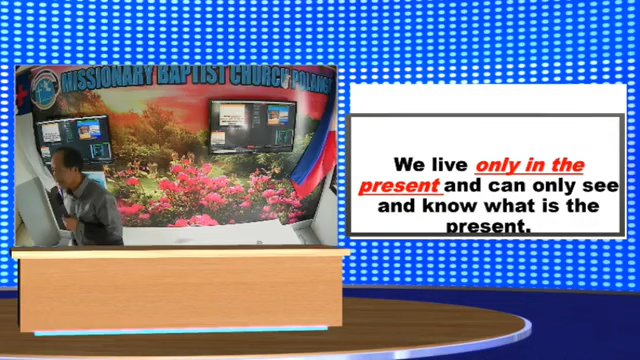 MISSIONARY BAPTIST CHURCH POLANGUI
We live only in the
present and can only see
and know what is the
present.